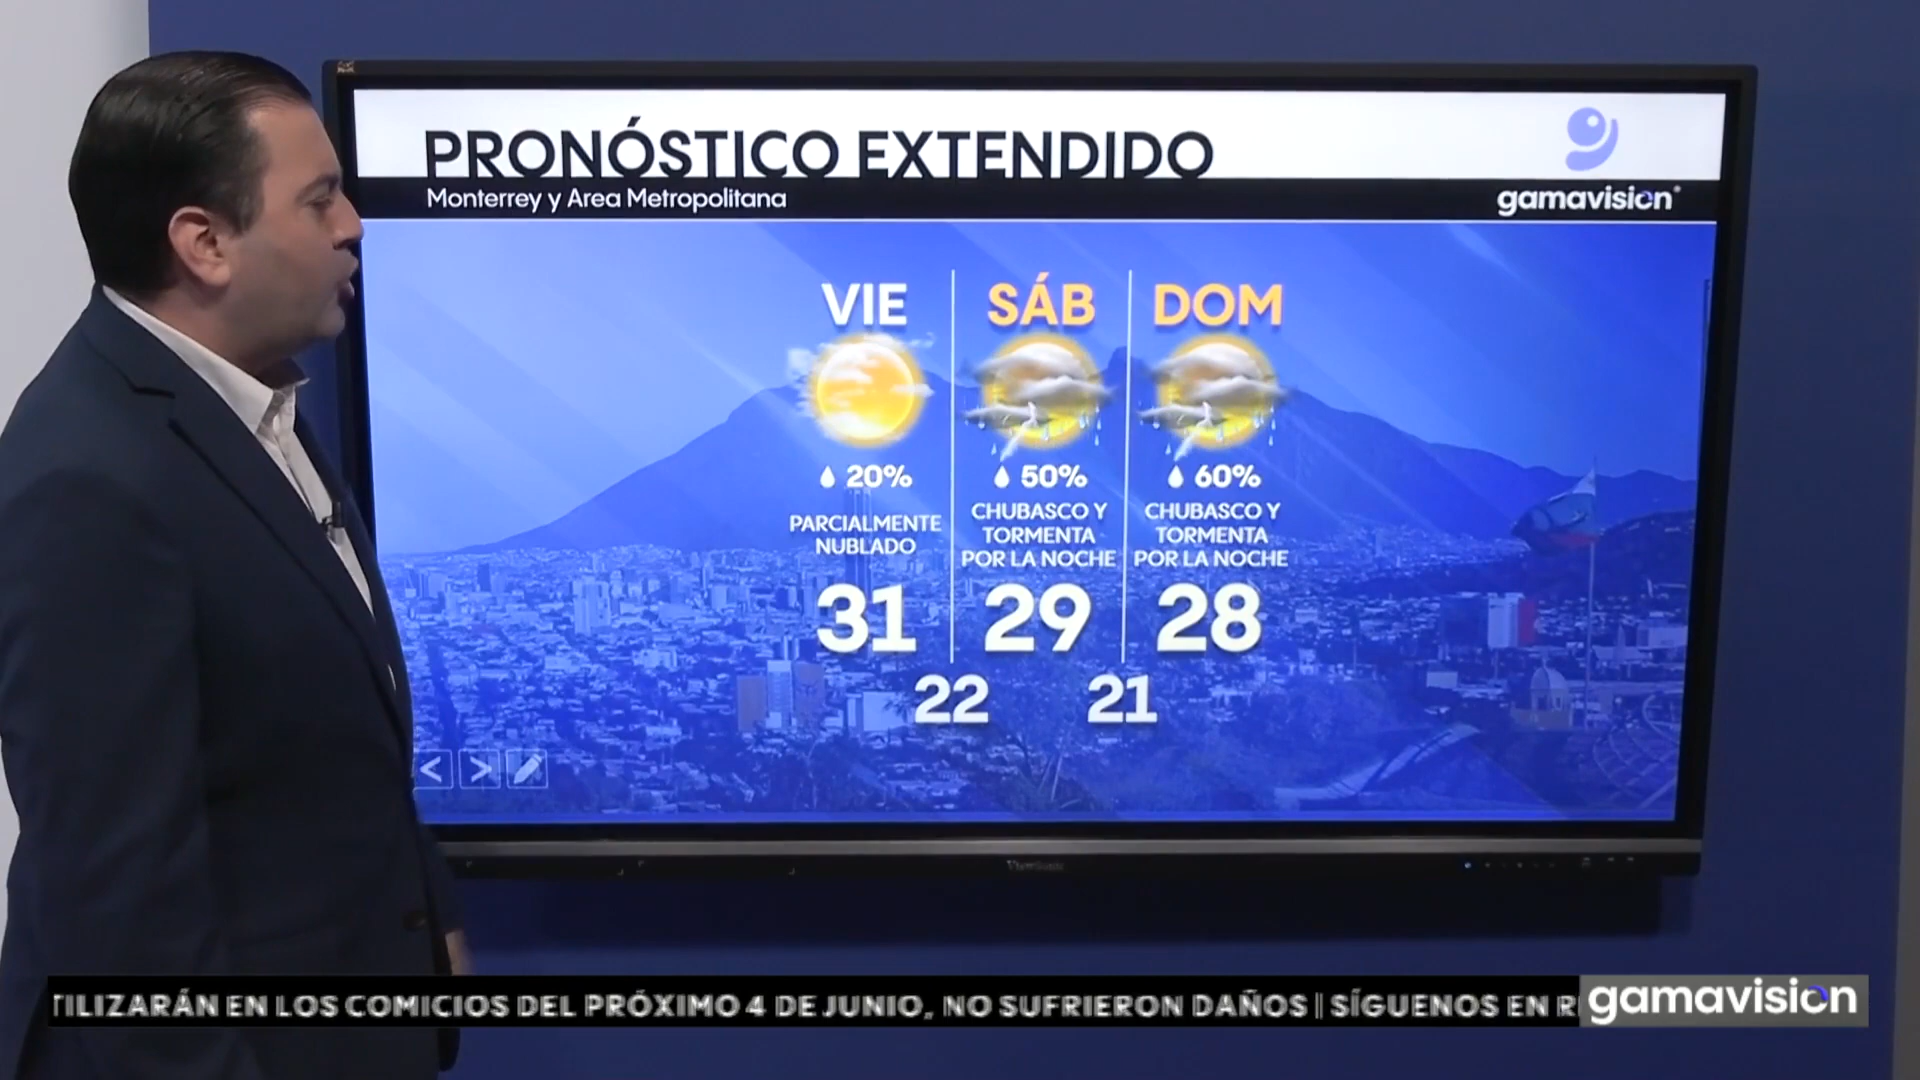 PRONÓSTICO EXTENDIDO
Monterrey y Area Metropolitana
gamavision
VIE
SÁB
DOM
20%
50%
60%
PARCIALMENTE
NUBLADO
CHUBASCO Y
TORMENTA
POR LA NOCHE
CHUBASCO Y
TORMENTA
POR LA NOCHE
31
29
28
22
21
ViewSonic
TILIZARÁN EN LOS COMICIOS DEL PRÓXIMO 4 DE JUNIO, NO SUFRIERON DAÑOS | SÍGUENOS EN R
gamavision